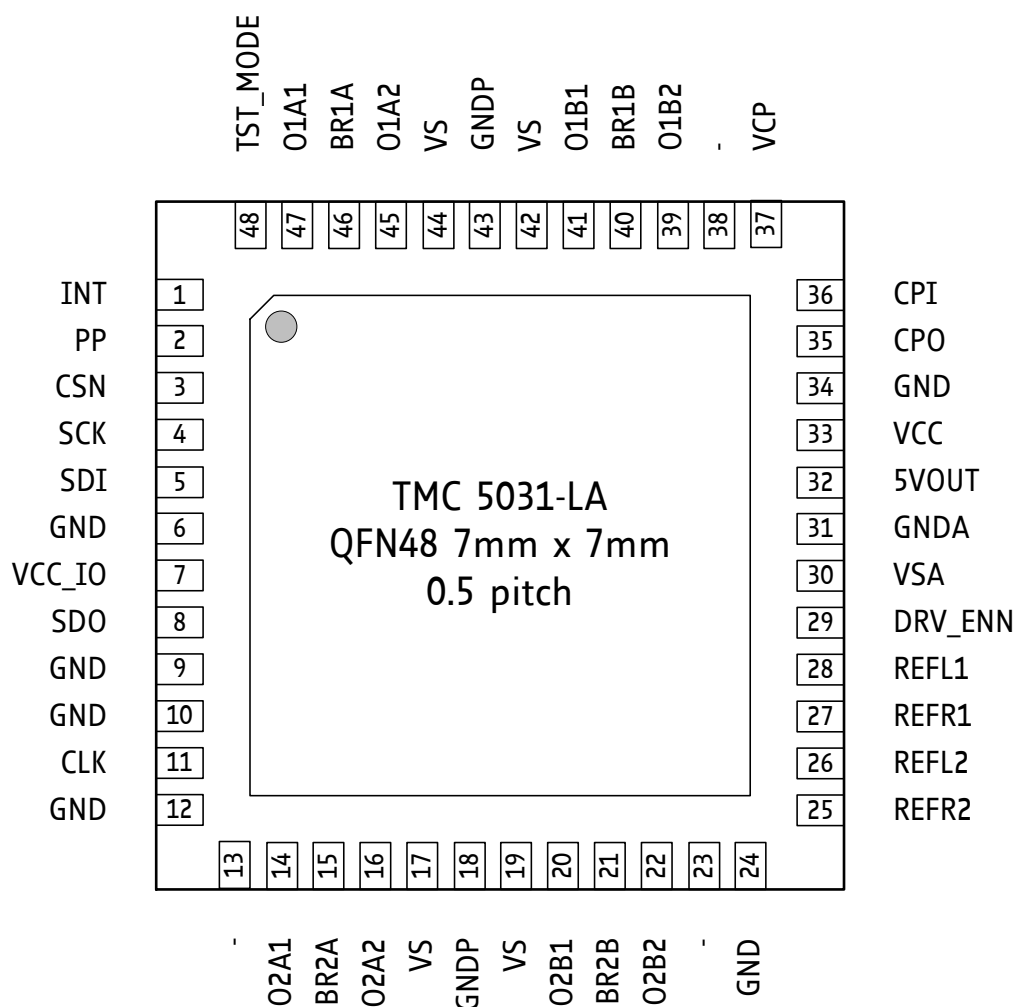 TST_MODE
O1A1
BR1A
O1A2
VS
GNDP
VS
O1B1
BR1B
O1B2
-
VCP
48
47
46
45
44
43
42
41
40
39
38
37
INT 1
PP 2
CSN 3
SCK 4
SDI 5
GND 6
VCC_IO 7
SDO 8
GND 9
GND 10
CLK 11
GND 12
TMC 5031-LA
QFN48 7mm x 7mm
0.5 pitch
36 CPI
35 CPO
34 GND
33 VCC
32 5VOUT
31 GNDA
30 VSA
29 DRV_ENN
28 REFL1
27 REFR1
26 REFL2
25 REFR2
13
14
15
16
17
18
19
20
21
22
23
24
-
O2A1
BR2A
O2A2
VS
GNDP
VS
O2B1
BR2B
O2B2
-
GND